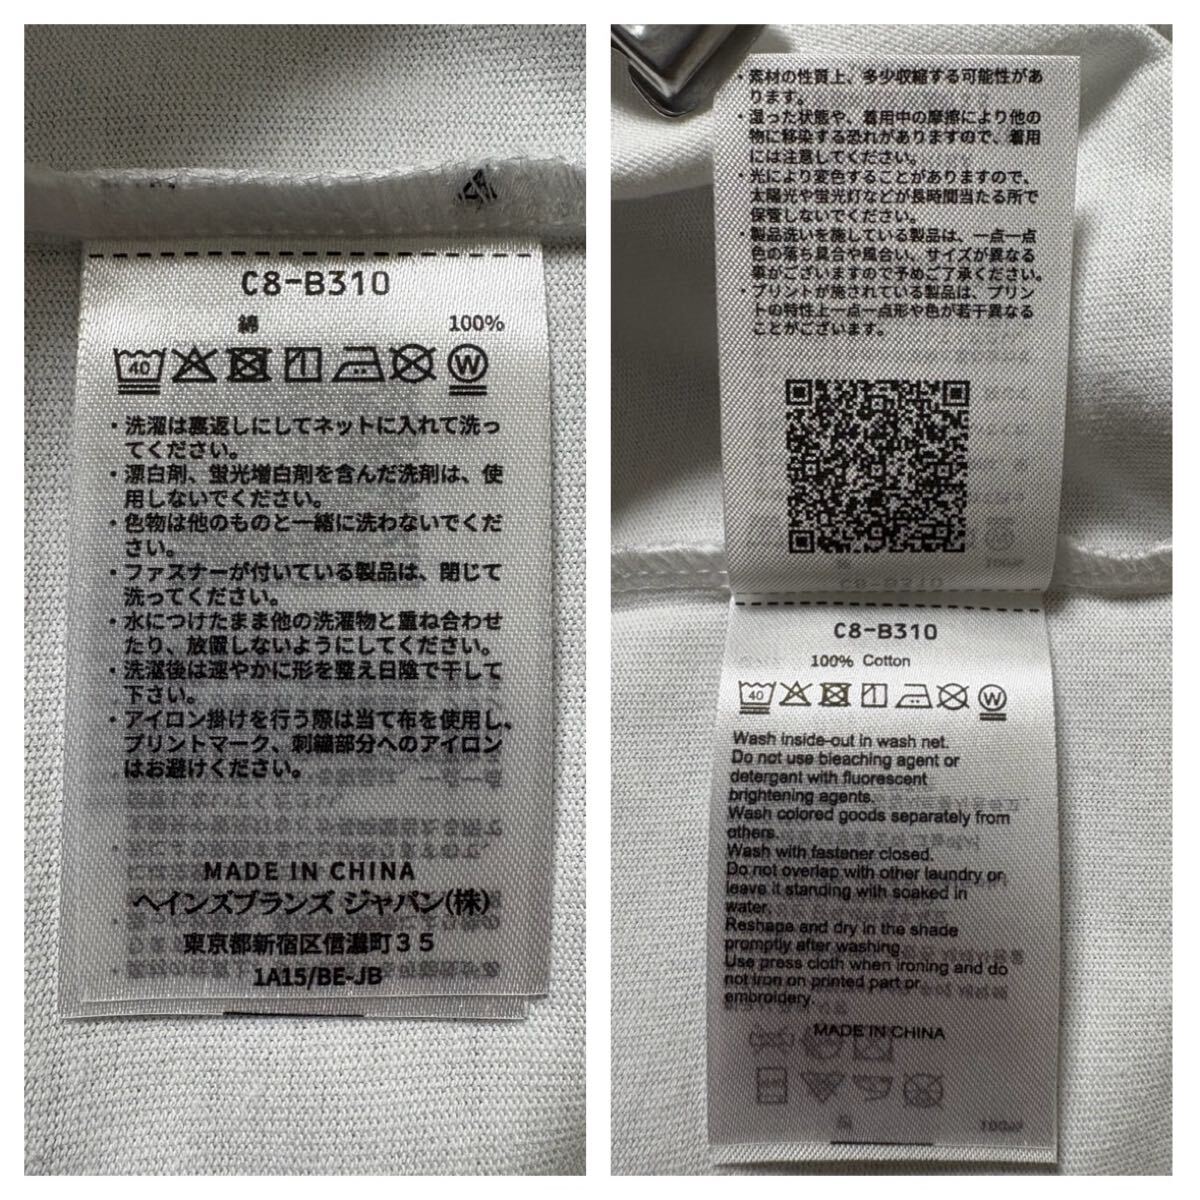 C8-B310
綿 100%
40 W
・洗濯は裏返しにしてネットに入れて洗っ
てください。
・漂白剤、蛍光増白剤を含んだ洗剤は、使
用しないでください。
・色物は他のものと一緒に洗わないでくだ
さい。
・ファスナーが付いている製品は、閉じて
洗ってください。
・水につけたまま他の洗濯物と重ね合わせ
たり、放置しないようにしてください。
・洗濯後は速やかに形を整え日陰で干して
下さい。
・アイロン掛けを行う際は当て布を使用し、
プリントマーク、刺繍部分へのアイロン
はお避けください。
MADE IN CHINA
ヘインズブランズ ジャパン(株)
東京都新宿区信濃町35
1A15/BE-JB
・素材の性質上、多少収縮する可能性があ
ります。
・湿った状態や、着用中の摩擦により他の
物に移染する恐れがありますので、着用
には注意してください。
・光により変色することがありますので、
太陽光や蛍光灯などが長時間当たる所で
保管しないでください。
・製品洗いを施している製品は、一点一点
色の落ち具合や風合い、サイズが異なる
事がございますので予めご了承ください。
・プリントが施されている製品は、プリン
トの特性上一点一点形や色が若干異なる
ことがございます。
C8-B310
100% Cotton
40 W
Wash inside-out in wash net.
Do not use bleaching agent or
detergent with fluorescent
brightening agents.
Wash colored goods separately from
others.
Wash with fastener closed.
Do not overlap with other laundry or
leave it standing with soaked in
water.
Reshape and dry in the shade
promptly after washing.
Use press cloth when ironing and do
not iron on printed part or
embroidery.
MADE IN CHINA